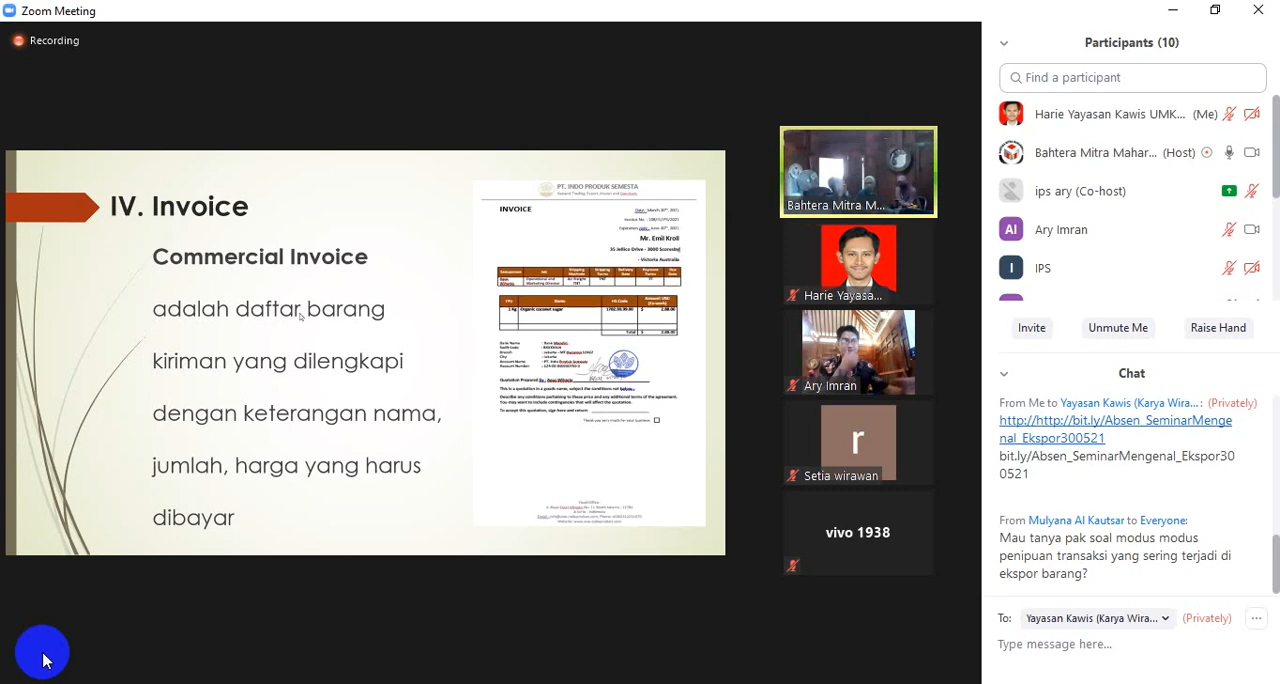 Zoom Meeting
Recording
IV. Invoice
Commercial Invoice
adalah daftar barang
kiriman yang dilengkapi
dengan keterangan nama,
jumlah, harga yang harus
dibayar
PT. INDO PRODUK SEMESTA
INVOICE
Mr. Emil Kroll
35 Jellico Drive - 3000 Scoresby
- Victoria Australia
Organic coconut sugar
Total
Bahtera Mitra M...
Harie Yayasa...
Ary Imran
r
Setia wirawan
vivo 1938
Participants (10)
Find a participant
Harie Yayasan Kawis UMK... (Me)
Bahtera Mitra Mahar... (Host)
ips ary (Co-host)
AI Ary Imran
I IPS
Invite Unmute Me Raise Hand
Chat
From Me to Yayasan Kawis (Karya Wira... : (Privately)
http://http://bit.ly/Absen_SeminarMenge
nal_Ekspor300521
bit.ly/Absen_SeminarMengenal_Ekspor30
0521
From Mulyana Al Kautsar to Everyone:
Mau tanya pak soal modus modus
penipuan transaksi yang sering terjadi di
ekspor barang?
To: Yayasan Kawis (Karya Wira... (Privately) ...
Type message here...